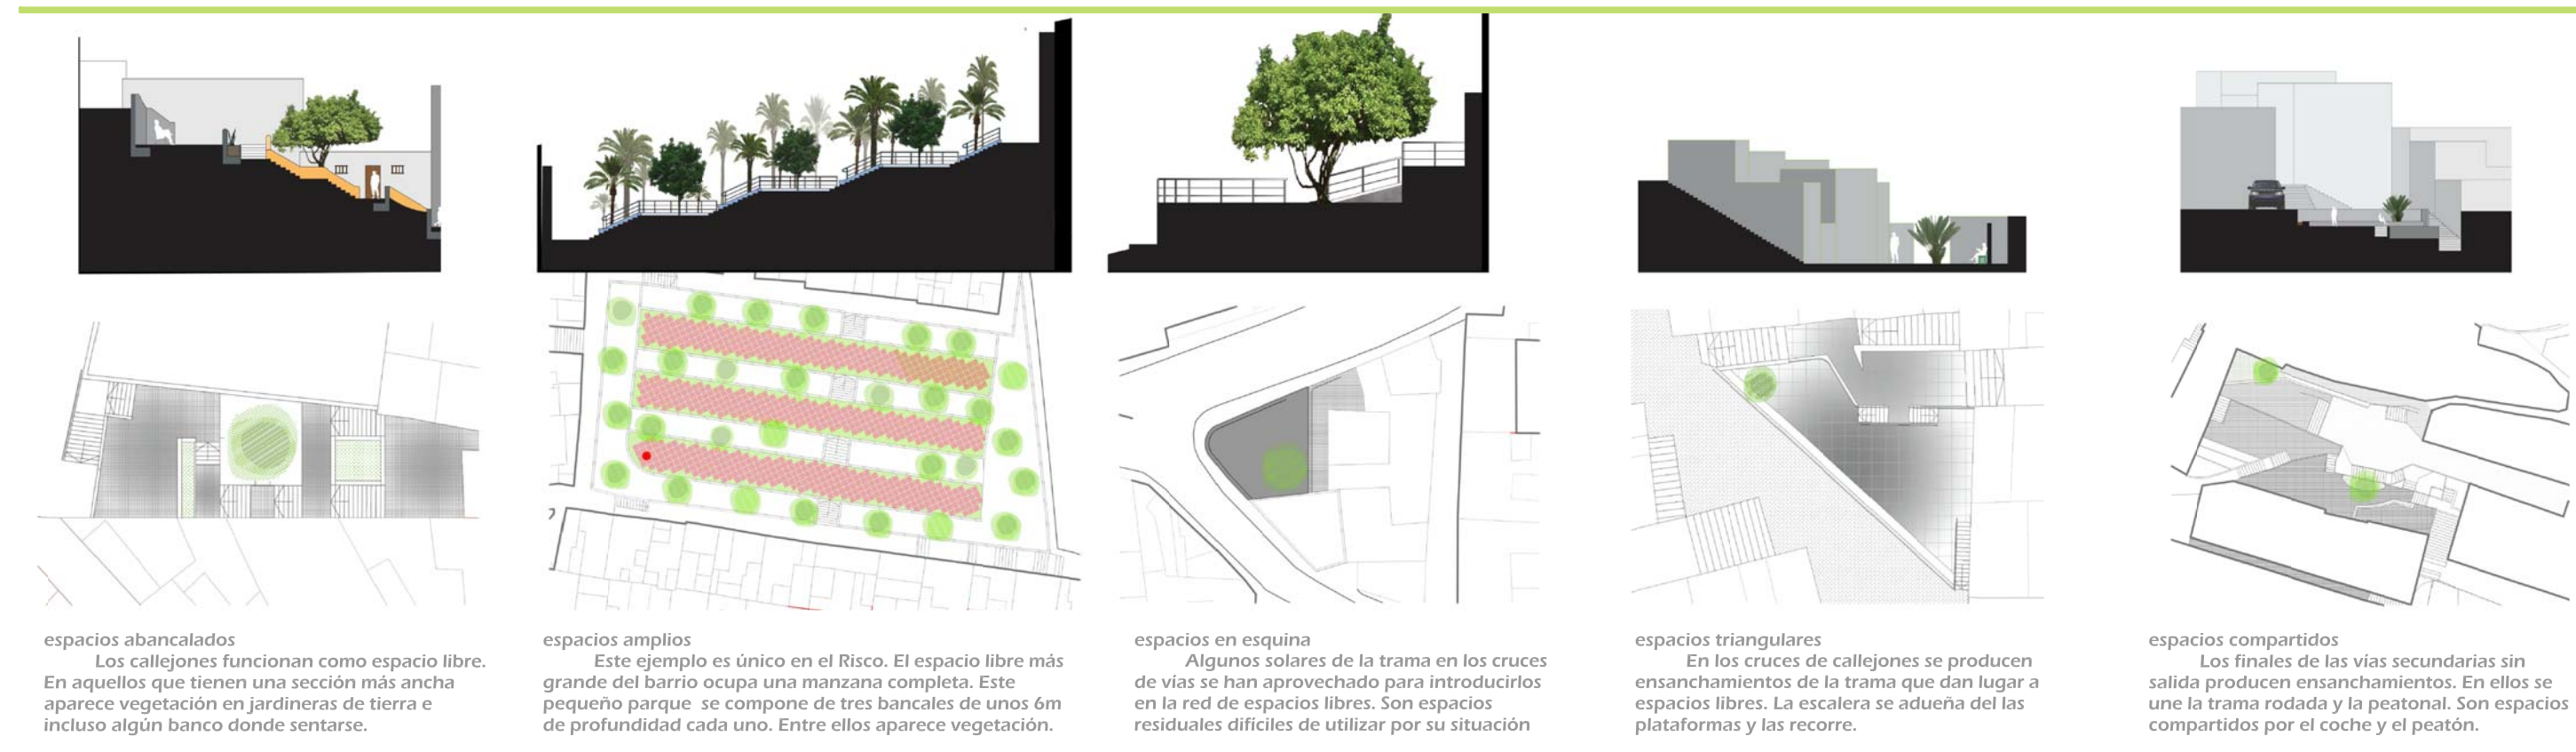 espacios abancalados
Los callejones funcionan como espacio libre.
En aquellos que tienen una sección más ancha
aparece vegetación en jardineras de tierra e
incluso algún banco donde sentarse.
espacios amplios
Este ejemplo es único en el Risco. El espacio libre más
grande del barrio ocupa una manzana completa. Este
pequeño parque se compone de tres bancales de unos 6m
de profundidad cada uno. Entre ellos aparece vegetación.
espacios en esquina
Algunos solares de la trama en los cruces
de vías se han aprovechado para introducirlos
en la red de espacios libres. Son espacios
residuales difíciles de utilizar por su situación
espacios triangulares
En los cruces de callejones se producen
ensanchamientos de la trama que dan lugar a
espacios libres. La escalera se adueña del las
plataformas y las recorre.
espacios compartidos
Los finales de las vías secundarias sin
salida producen ensanchamientos. En ellos se
une la trama rodada y la peatonal. Son espacios
compartidos por el coche y el peatón.